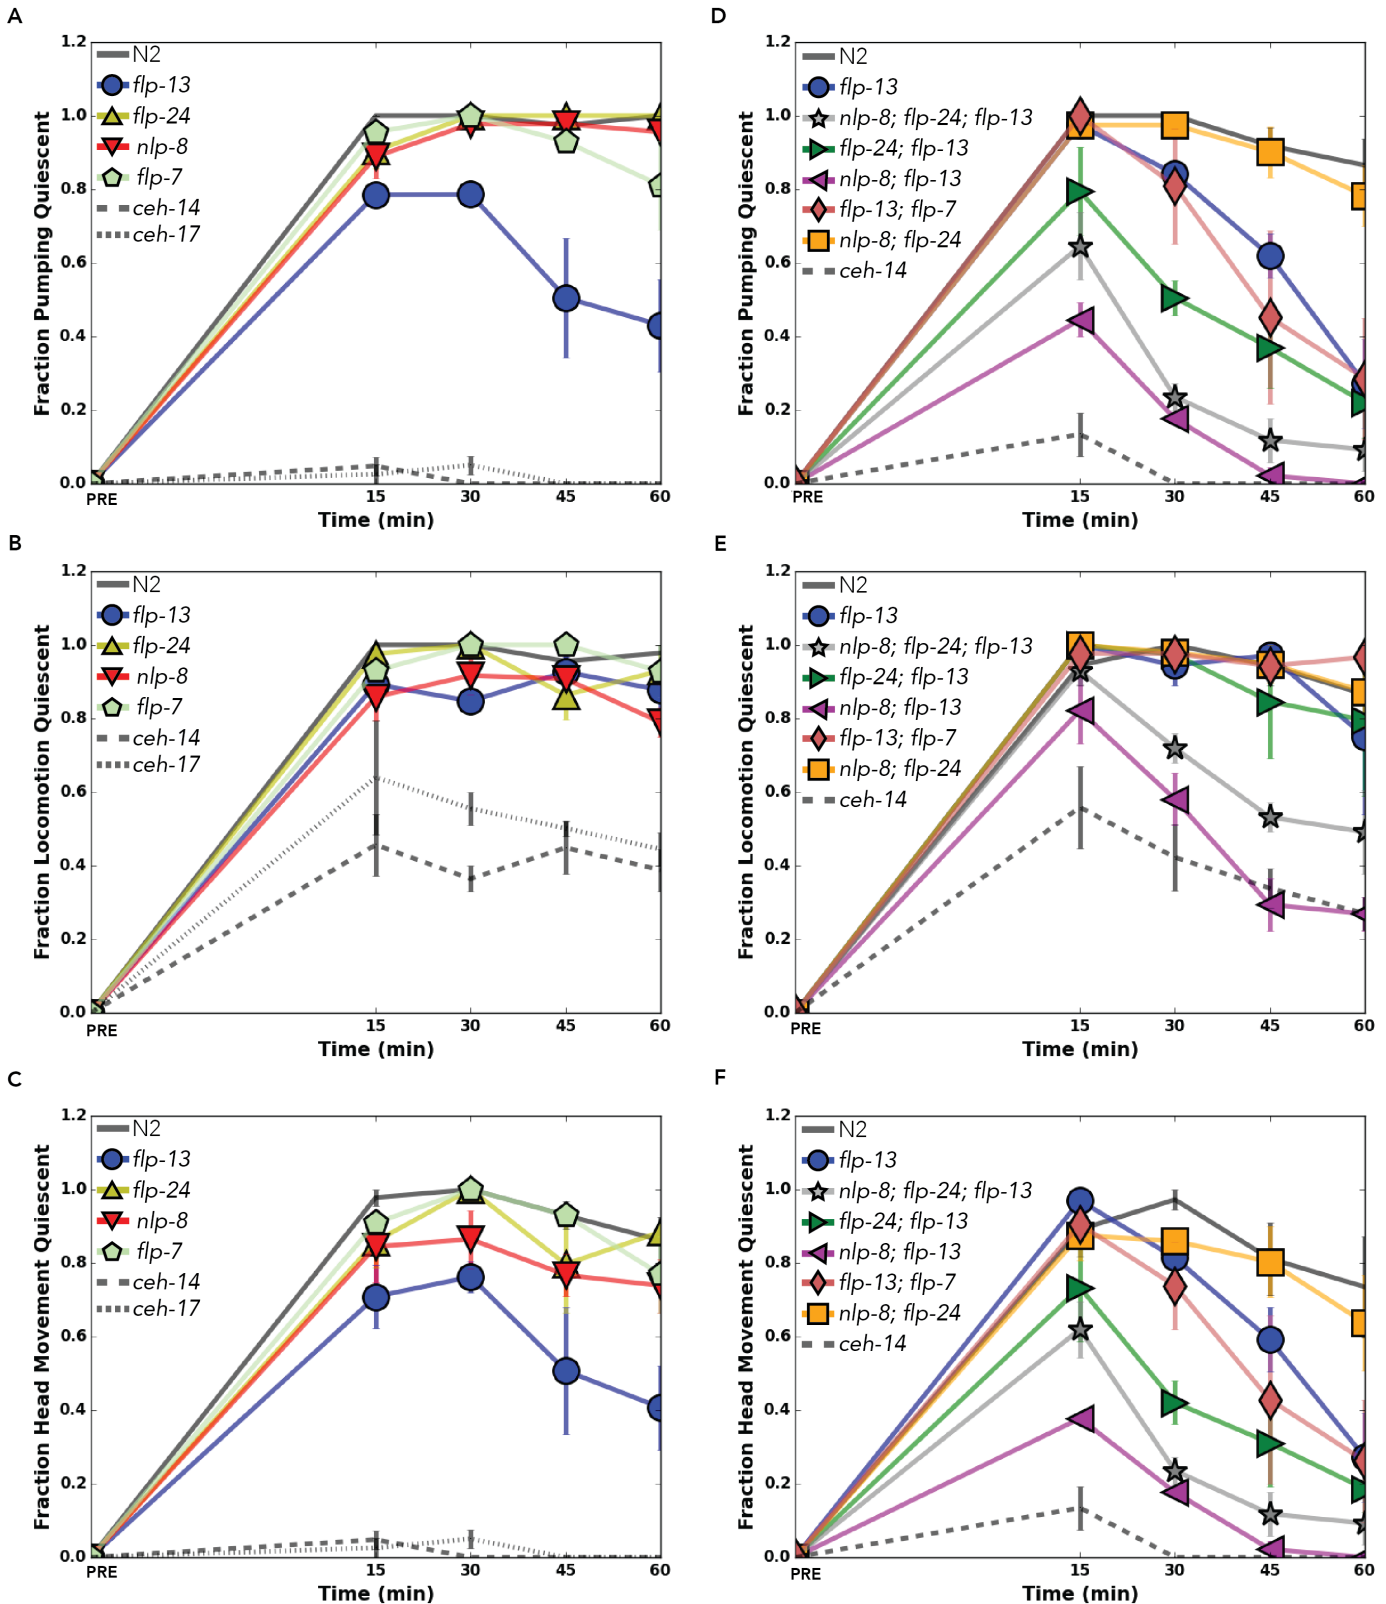 A
1.2
1.0
0.8
0.6
0.4
0.2
0.0
Fraction Pumping Quiescent
N2
flp-13
flp-24
nlp-8
flp-7
ceh-14
ceh-17
PRE
15
30
45
60
Time (min)
D
1.2
1.0
0.8
0.6
0.4
0.2
0.0
Fraction Pumping Quiescent
N2
flp-13
nlp-8; flp-24; flp-13
flp-24; flp-13
nlp-8; flp-13
flp-13; flp-7
nlp-8; flp-24
ceh-14
PRE
15
30
45
60
Time (min)
B
1.2
1.0
0.8
0.6
0.4
0.2
0.0
Fraction Locomotion Quiescent
N2
flp-13
flp-24
nlp-8
flp-7
ceh-14
ceh-17
PRE
15
30
45
60
Time (min)
E
1.2
1.0
0.8
0.6
0.4
0.2
0.0
Fraction Locomotion Quiescent
N2
flp-13
nlp-8; flp-24; flp-13
flp-24; flp-13
nlp-8; flp-13
flp-13; flp-7
nlp-8; flp-24
ceh-14
PRE
15
30
45
60
Time (min)
C
1.2
1.0
0.8
0.6
0.4
0.2
0.0
Fraction Head Movement Quiescent
N2
flp-13
flp-24
nlp-8
flp-7
ceh-14
ceh-17
PRE
15
30
45
60
Time (min)
F
1.2
1.0
0.8
0.6
0.4
0.2
0.0
Fraction Head Movement Quiescent
N2
flp-13
nlp-8; flp-24; flp-13
flp-24; flp-13
nlp-8; flp-13
flp-13; flp-7
nlp-8; flp-24
ceh-14
PRE
15
30
45
60
Time (min)